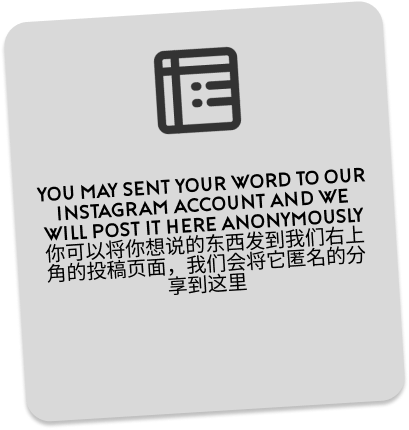 YOU MAY SENT YOUR WORD TO OUR
INSTAGRAM ACCOUNT AND WE
WILL POST IT HERE ANONYMOUSLY
你可以将你想说的东西发到我们右上
角的投稿页面，我们会将它匿名的分
享到这里